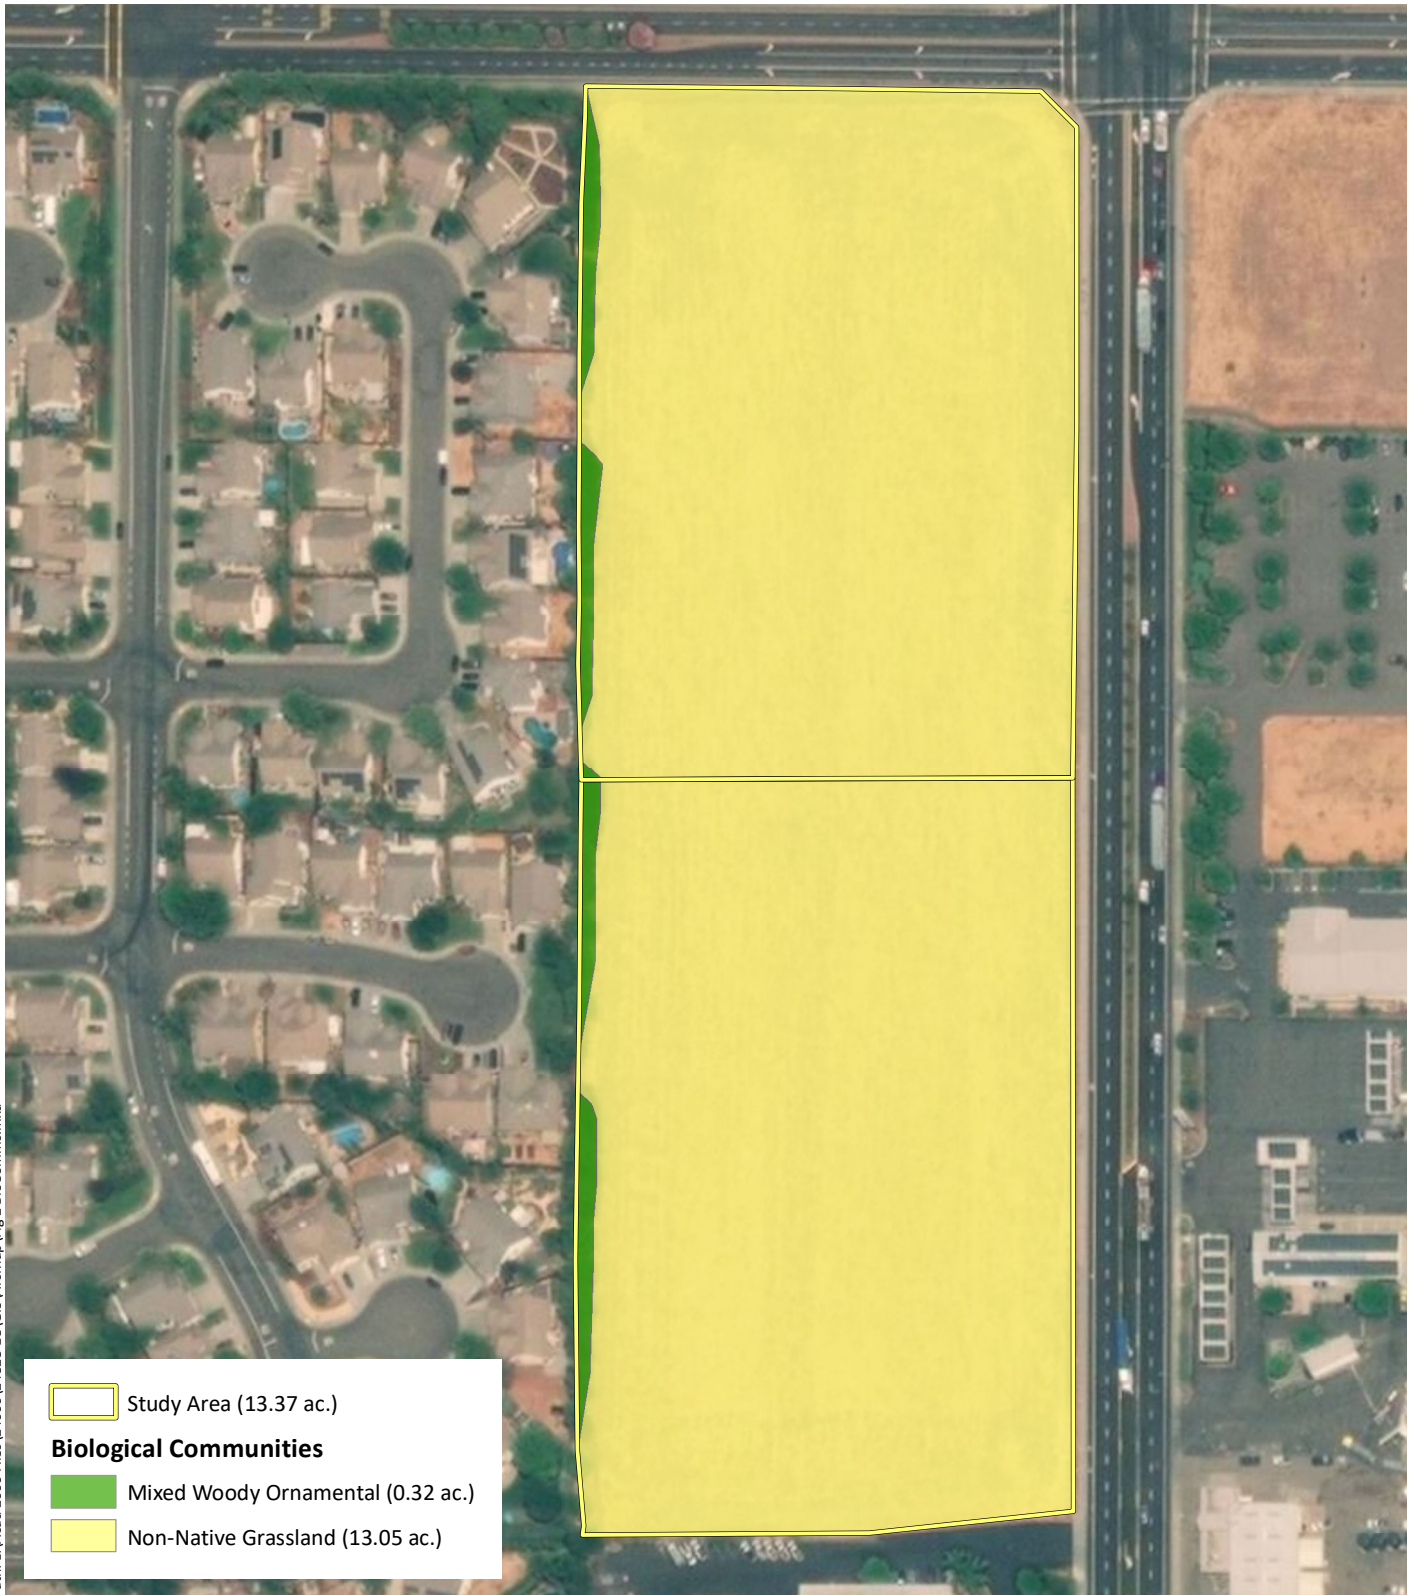 Study Area (13.37 ac.)
Biological Communities
Mixed Woody Ornamental (0.32 ac.)
Non-Native Grassland (13.05 ac.)